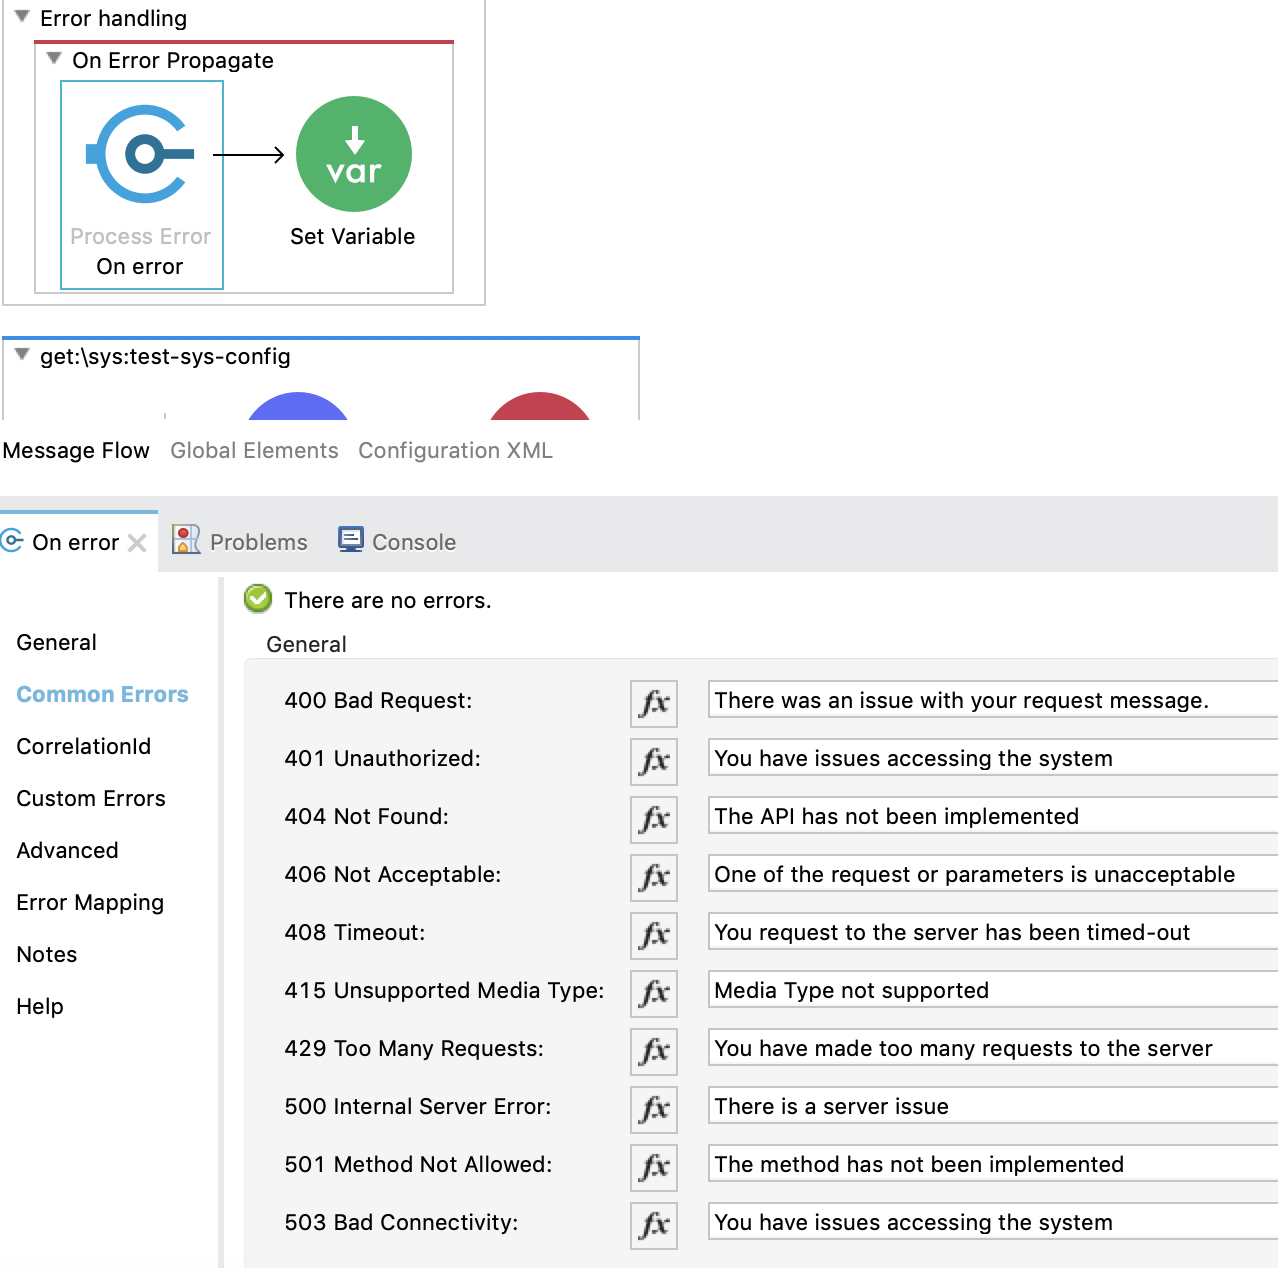 Error handling
On Error Propagate
var
Process Error
On error
Set Variable
get:\sys:test-sys-config
Message Flow Global Elements Configuration XML
On error Problems Console
There are no errors.
General
General
Common Errors
CorrelationId
Custom Errors
Advanced
Error Mapping
Notes
Help
400 Bad Request: fx There was an issue with your request message.
401 Unauthorized: fx You have issues accessing the system
404 Not Found: fx The API has not been implemented
406 Not Acceptable: fx One of the request or parameters is unacceptable
408 Timeout: fx You request to the server has been timed-out
415 Unsupported Media Type: fx Media Type not supported
429 Too Many Requests: fx You have made too many requests to the server
500 Internal Server Error: fx There is a server issue
501 Method Not Allowed: fx The method has not been implemented
503 Bad Connectivity: fx You have issues accessing the system